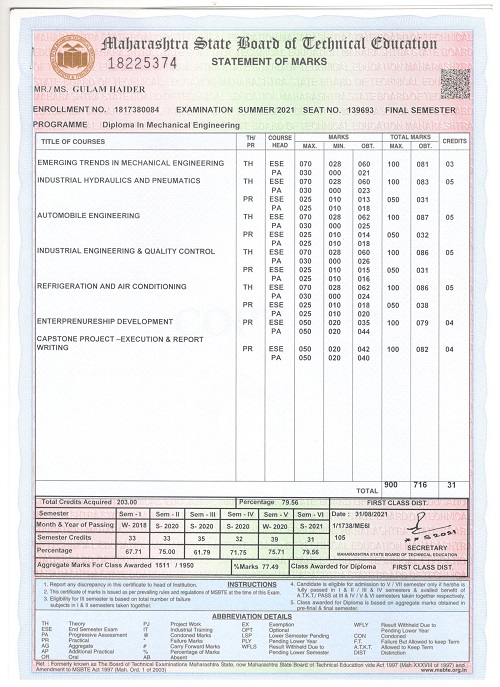 Maharashtra State Board of Technical Education
18225374 STATEMENT OF MARKS
MR./ MS. GULAM HAIDER
ENROLLMENT NO. 1817380084 EXAMINATION SUMMER 2021 SEAT NO. 139693 FINAL SEMESTER
PROGRAMME Diploma In Mechanical Engineering
TITLE OF COURSES TH/ PR COURSE HEAD MARKS MAX. MIN. OBT. TOTAL MARKS MAX. OBT. CREDITS
EMERGING TRENDS IN MECHANICAL ENGINEERING TH ESE 070 028 060 100 081 03
PA 030 000 021
INDUSTRIAL HYDRAULICS AND PNEUMATICS TH ESE 070 028 060 100 083 05
PA 030 000 023
PR ESE 025 010 013 050 031
PA 025 010 018
AUTOMOBILE ENGINEERING TH ESE 070 028 062 100 087 05
PA 030 000 025
PR ESE 025 010 014 050 032
PA 025 010 018
INDUSTRIAL ENGINEERING & QUALITY CONTROL TH ESE 070 028 060 100 086 05
PA 030 000 026
PR ESE 025 010 015 050 031
PA 025 010 016
REFRIGERATION AND AIR CONDITIONING TH ESE 070 028 062 100 086 05
PA 030 000 024
PR ESE 025 010 018 050 038
PA 025 010 020
ENTERPRENURESHIP DEVELOPMENT PR ESE 050 020 035 100 079 04
PA 050 020 044
CAPSTONE PROJECT –EXECUTION & REPORT
WRITING PR ESE 050 020 042 100 082 04
PA 050 020 040
TOTAL 900 716 31
Total Credits Acquired 203.00 Percentage 79.56 FIRST CLASS DIST.
Semester Sem - I Sem - II Sem - III Sem - IV Sem - V Sem - VI Date : 31/08/2021
Month & Year of Passing W- 2018 S- 2020 S- 2020 S- 2020 W- 2020 S- 2021 1/1738/ME6I
Semester Credits 33 33 35 32 39 31 105
Percentage 67.71 75.00 61.79 71.75 75.71 79.56
SECRETARY
MAHARASHTRA STATE BOARD OF TECHNICAL EDUCATION
Aggregate Marks For Class Awarded 1511 / 1950 %Marks 77.49 Class Awarded for Diploma FIRST CLASS DIST.
INSTRUCTIONS
1. Report any discrepancy in this certificate to head of Institution.
2. This certificate of marks is issued as per prevailing rules and regulations of MSBTE at the time of this Exam.
3. Eligibility for III semester is based on total number of failure
subjects in I & II semesters taken together.
4. Candidate is eligible for admission to V / VII semester only if he/she is
fully passed in I & II / III & IV semesters & availed benefit of
A.T.K.T./ PASS at III & IV / V & VI semesters taken together respectively.
5. Class awarded for Diploma is based on aggregate marks obtained in
pre-final & final semester.
ABBREVIATION DETAILS
TH Theory PJ Project Work EX Exemption WFLY Result Withheld Due to
ESE End Semester Exam IT Industrial Training OPT Optional Pending Lower Year
PA Progressive Assessment @ Condoned Marks LSP Lower Semester Pending CON Condoned
PR Practical * Failure Marks PLY Pending Lower Year F.T. Failure But Allowed to Keep Term
AG Aggregate # Carry Forward Marks WFLS Result Withheld Due to A.T.K.T. Allowed to Keep Term
AP Additional Practical % Percentage of Marks Pending Lower Semester DIST Distinction
OR Oral AB Absent
Ref. : Formerly known as The Board of Technical Examinations Maharashtra State, now Maharashtra State Board of Technical Education vide Act 1997 (Mah.XXXVIII of 1997) an
Amendment to MSBTE Act 1997 (Mah. Ord. 1 of 2003) www.msbte.org.in